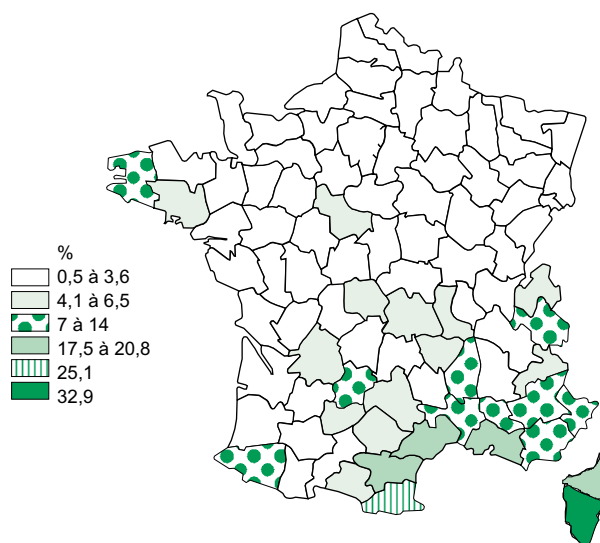 %
0,5 à 3,6
4,1 à 6,5
7 à 14
17,5 à 20,8
25,1
32,9